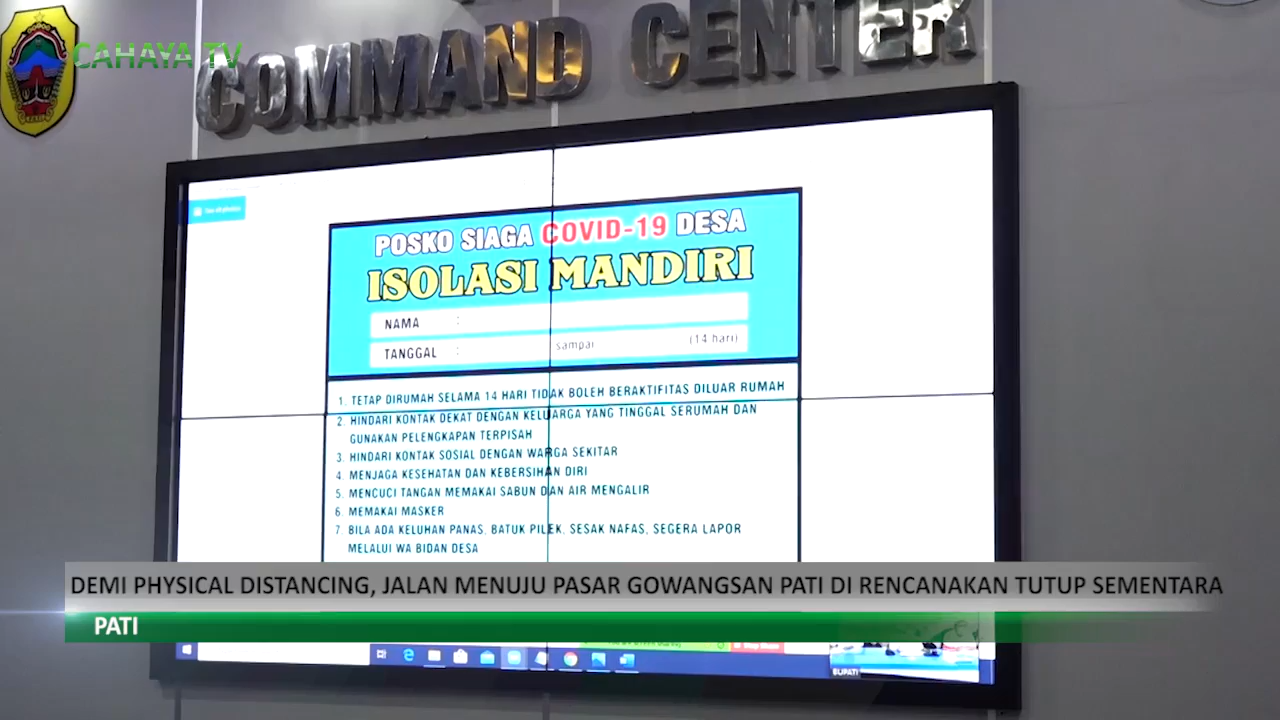 CAHAYA TV
COMMAND CENTER
POSKO SIAGA COVID-19 DESA
ISOLASI MANDIRI
NAMA :
TANGGAL : sampai (14 hari)
1. TETAP DIRUMAH SELAMA 14 HARI TIDAK BOLEH BERAKTIFITAS DILUAR RUMAH
2. HINDARI KONTAK DEKAT DENGAN KELUARGA YANG TINGGAL SERUMAH DAN
GUNAKAN PELENGKAPAN TERPISAH
3. HINDARI KONTAK SOSIAL DENGAN WARGA SEKITAR
4. MENJAGA KESEHATAN DAN KEBERSIHAN DIRI
5. MENCUCI TANGAN MEMAKAI SABUN DAN AIR MENGALIR
6. MEMAKAI MASKER
7. BILA ADA KELUHAN PANAS, BATUK PILEK, SESAK NAFAS, SEGERA LAPOR
MELALUI WA BIDAN DESA
DEMI PHYSICAL DISTANCING, JALAN MENUJU PASAR GOWANGSAN PATI DI RENCANAKAN TUTUP SEMENTARA
PATI
BUPATI